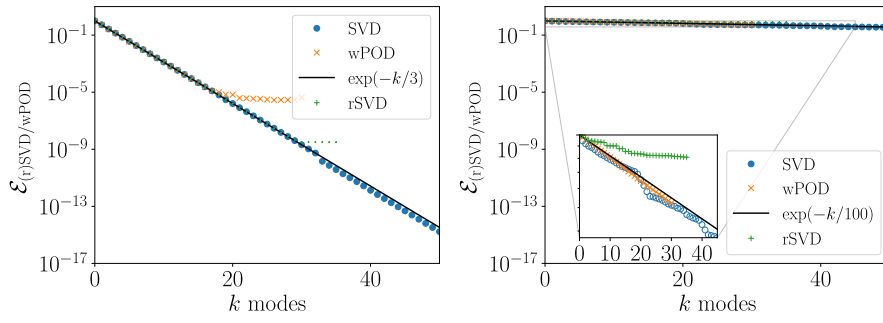 10^{-1}
10^{-5}
10^{-9}
10^{-13}
10^{-17}
\mathcal{E}_{(r)SVD/wPOD}
0 20 40
k modes
SVD
wPOD
exp(−k/3)
rSVD
10^{-1}
10^{-5}
10^{-9}
10^{-13}
10^{-17}
\mathcal{E}_{(r)SVD/wPOD}
0 20 40
k modes
0 10 20 30 40
SVD
wPOD
exp(−k/100)
rSVD